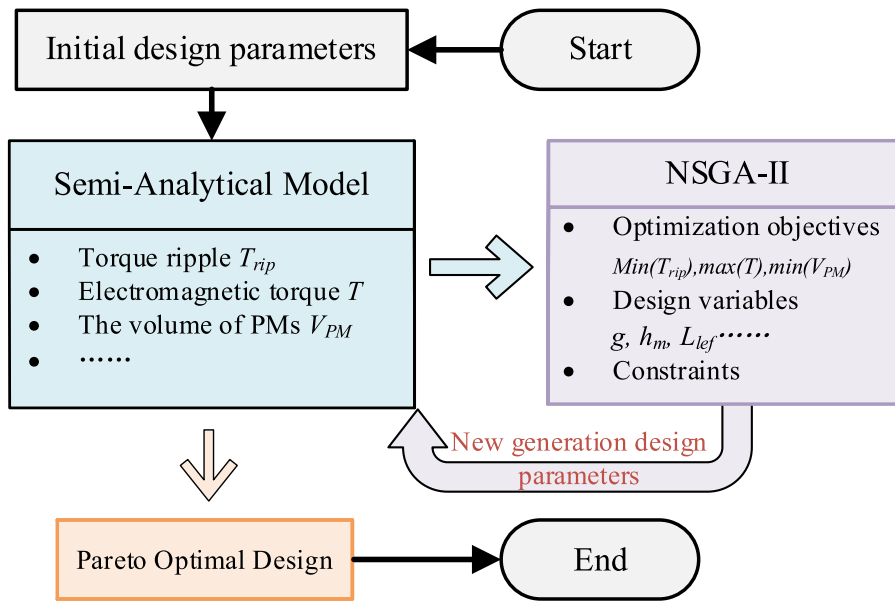 Initial design parameters
Start
Semi-Analytical Model
• Torque ripple T_rip
• Electromagnetic torque T
• The volume of PMs V_PM
• ······
NSGA-II
• Optimization objectives
Min(T_rip),max(T),min(V_PM)
• Design variables
g, h_m, L_lef······
• Constraints
New generation design
parameters
Pareto Optimal Design
End